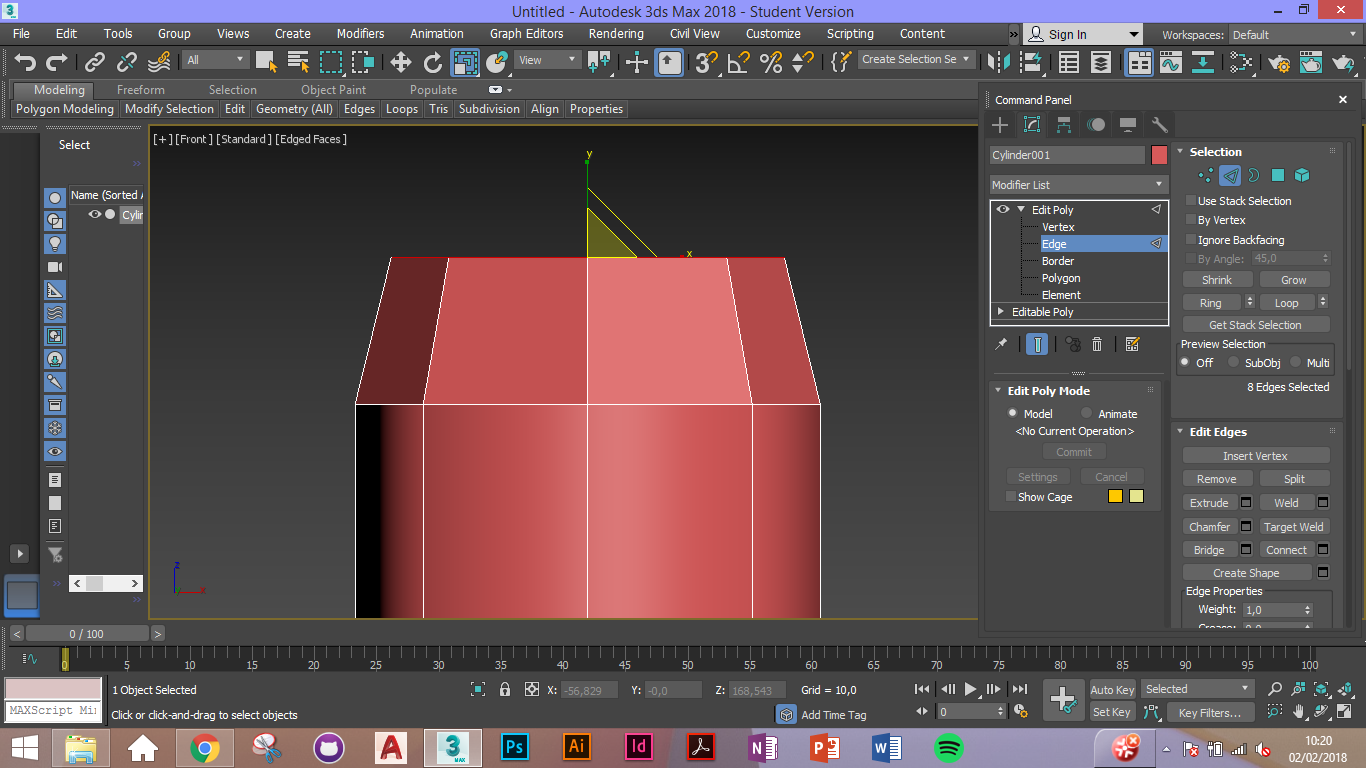 Untitled - Autodesk 3ds Max 2018 - Student Version
File Edit Tools Group Views Create Modifiers Animation Graph Editors Rendering Civil View Customize Scripting Content » Sign In Workspaces: Default
All View 3 Create Selection Se
Modeling Freeform Selection Object Paint Populate
Polygon Modeling Modify Selection Edit Geometry (All) Edges Loops Tris Subdivision Align Properties
Command Panel
Select
[+] [Front] [Standard] [Edged Faces]
Name (Sorted A
Cylin
y
x
z
x
Cylinder001
Modifier List
Edit Poly
Vertex
Edge
Border
Polygon
Element
Editable Poly
Edit Poly Mode
Model Animate
<No Current Operation>
Commit
Settings Cancel
Show Cage
Selection
Use Stack Selection
By Vertex
Ignore Backfacing
By Angle: 45,0
Shrink Grow
Ring Loop
Get Stack Selection
Preview Selection
Off SubObj Multi
8 Edges Selected
Edit Edges
Insert Vertex
Remove Split
Extrude Weld
Chamfer Target Weld
Bridge Connect
Create Shape
Edge Properties
Weight: 1,0
< 0 / 100 >
0 5 10 15 20 25 30 35 40 45 50 55 60 65 70 75 80 85 90 95 100
MAXScript Min
1 Object Selected
Click or click-and-drag to select objects
X: -56,829 Y: -0,0 Z: 168,543 Grid = 10,0
Add Time Tag
0
Auto Key Selected
Set Key Key Filters...
A 3 MAX Ps Ai Id N P W
10:20
02/02/2018